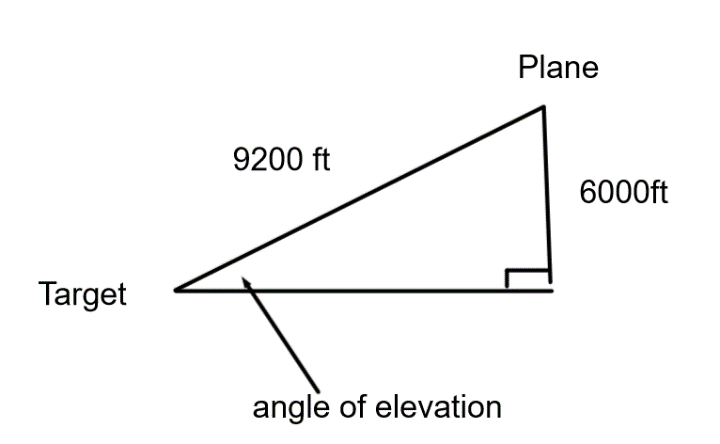 Plane
9200 ft
6000ft
Target
angle of elevation